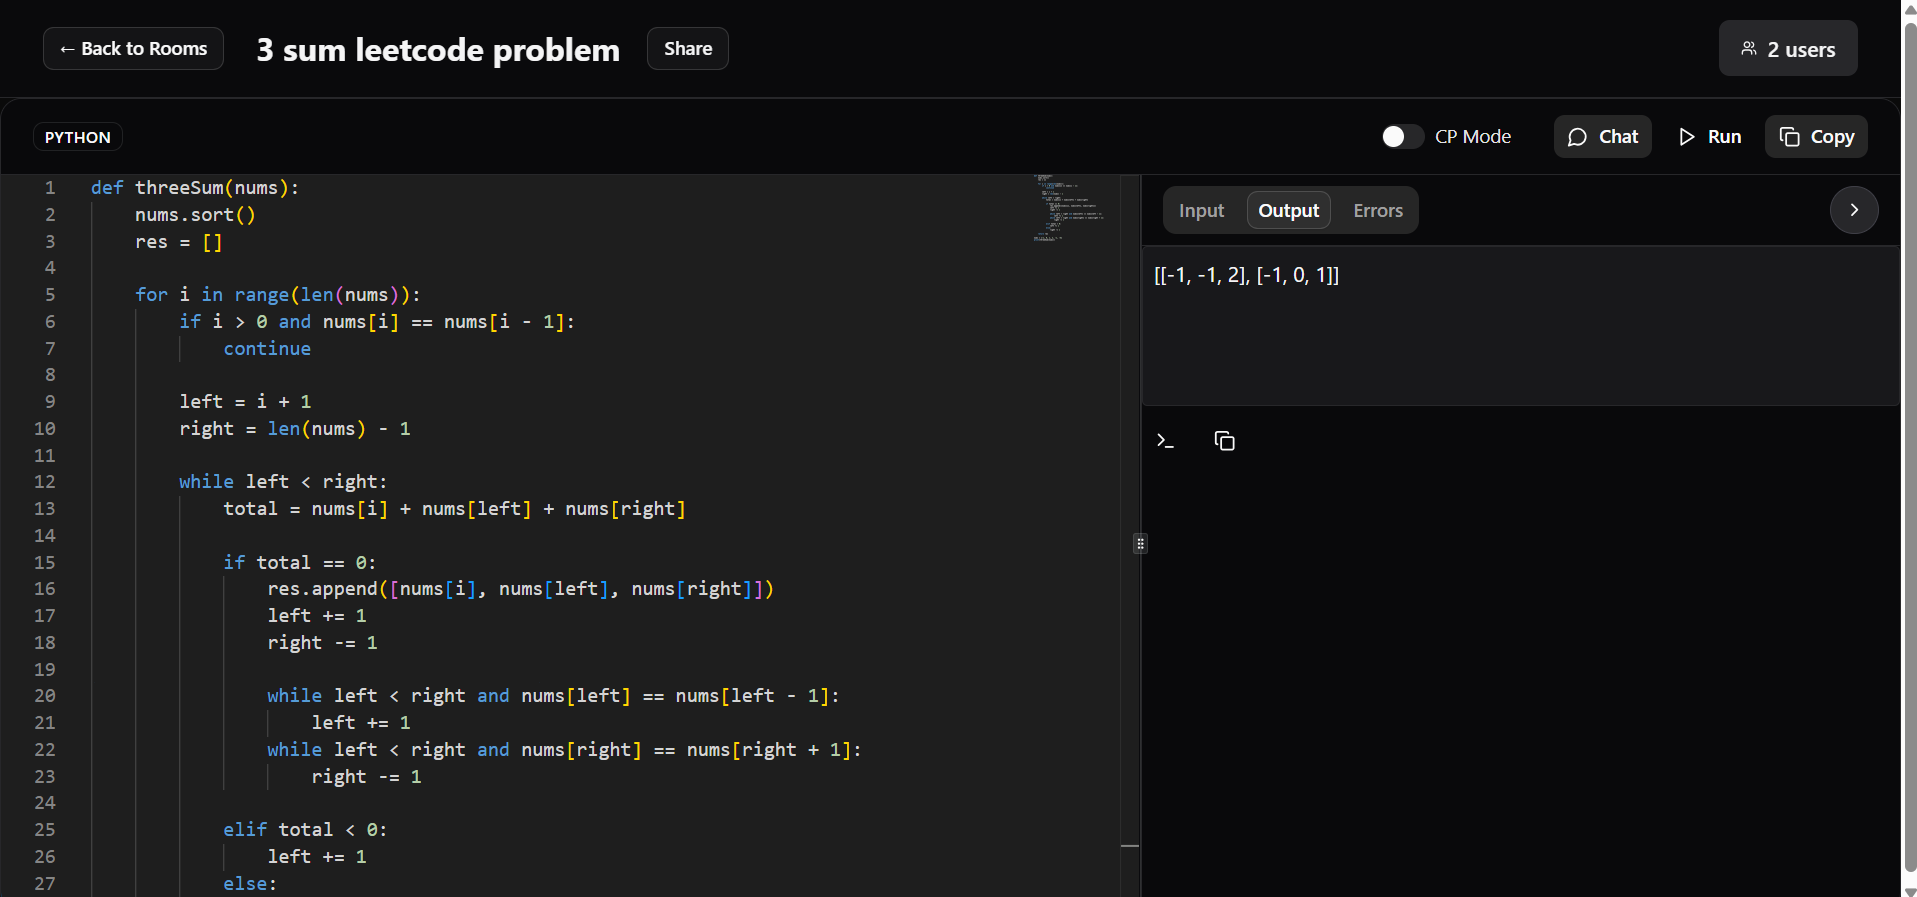 ← Back to Rooms
3 sum leetcode problem
Share
2 users
PYTHON
CP Mode
Chat
Run
Copy
1 def threeSum(nums):
2     nums.sort()
3     res = []
4
5     for i in range(len(nums)):
6         if i > 0 and nums[i] == nums[i - 1]:
7             continue
8
9         left = i + 1
10         right = len(nums) - 1
11
12         while left < right:
13             total = nums[i] + nums[left] + nums[right]
14
15             if total == 0:
16                 res.append([nums[i], nums[left], nums[right]])
17                 left += 1
18                 right -= 1
19
20                 while left < right and nums[left] == nums[left - 1]:
21                     left += 1
22                 while left < right and nums[right] == nums[right + 1]:
23                     right -= 1
24
25             elif total < 0:
26                 left += 1
27             else:
Input
Output
Errors
[[-1, -1, 2], [-1, 0, 1]]